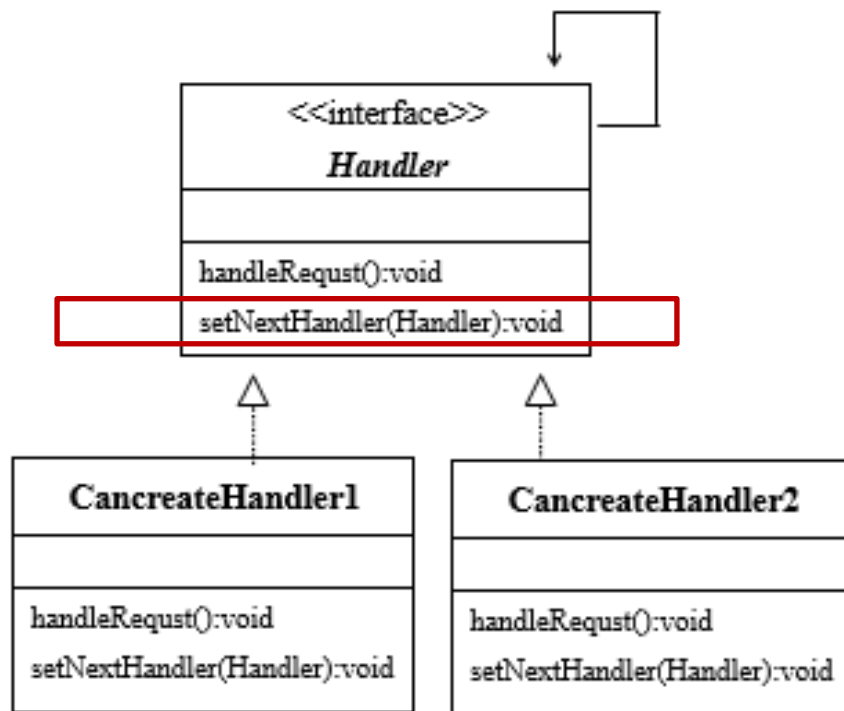 <<interface>>
Handler
handleRequst():void
setNextHandler(Handler):void
CancreateHandler1
handleRequst():void
setNextHandler(Handler):void
CancreateHandler2
handleRequst():void
setNextHandler(Handler):void